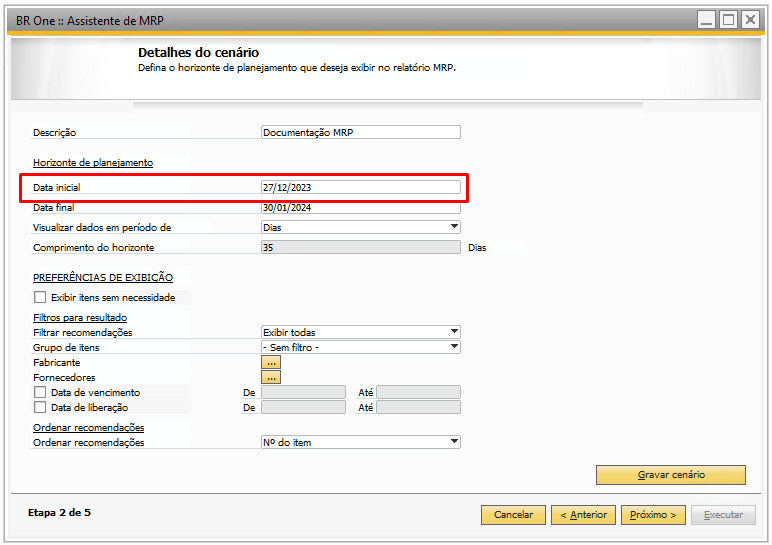 BR One :: Assistente de MRP
Detalhes do cenário
Defina o horizonte de planejamento que deseja exibir no relatório MRP.
Descrição Documentação MRP
Horizonte de planejamento
Data inicial 27/12/2023
Data final 30/01/2024
Visualizar dados em período de Dias
Comprimento do horizonte 35 Dias
PREFERÊNCIAS DE EXIBIÇÃO
Exibir itens sem necessidade
Filtros para resultado
Filtrar recomendações Exibir todas
Grupo de itens - Sem filtro -
Fabricante ...
Fornecedores ...
Data de vencimento De Até
Data de liberação De Até
Ordenar recomendações
Ordenar recomendações Nº do item
Gravar cenário
Etapa 2 de 5 Cancelar < Anterior Próximo > Executar